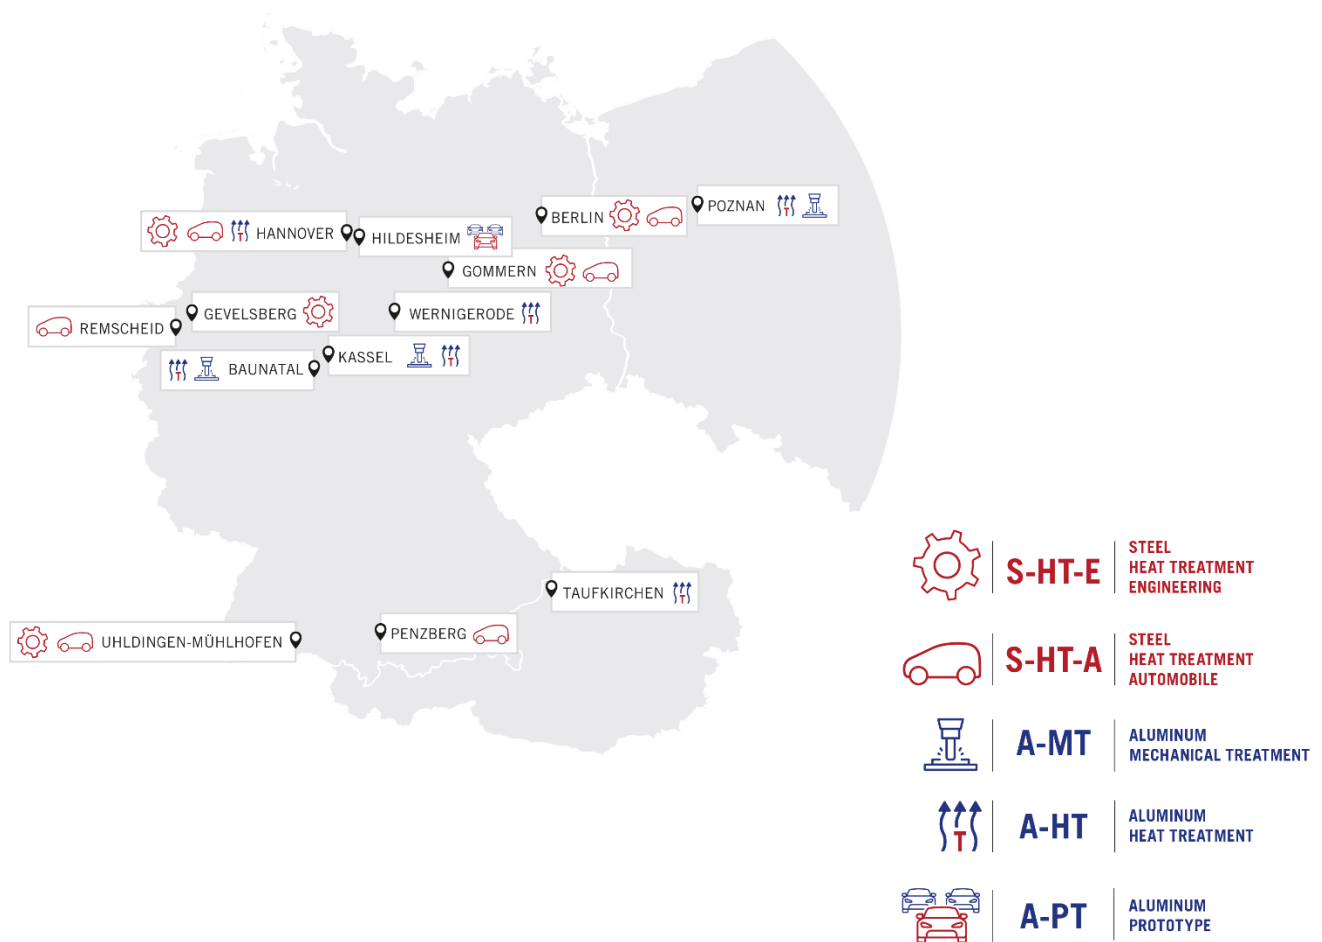 BERLIN
POZNAN
HANNOVER
HILDESHEIM
GOMMERN
GEVELSBERG
WERNIGERODE
REMSCHEID
BAUNATAL
KASSEL
TAUFKIRCHEN
PENZBERG
UHLDINGEN-MÜHLHOFEN
S-HT-E
STEEL
HEAT TREATMENT
ENGINEERING
S-HT-A
STEEL
HEAT TREATMENT
AUTOMOBILE
A-MT
ALUMINUM
MECHANICAL TREATMENT
T
A-HT
ALUMINUM
HEAT TREATMENT
A-PT
ALUMINUM
PROTOTYPE